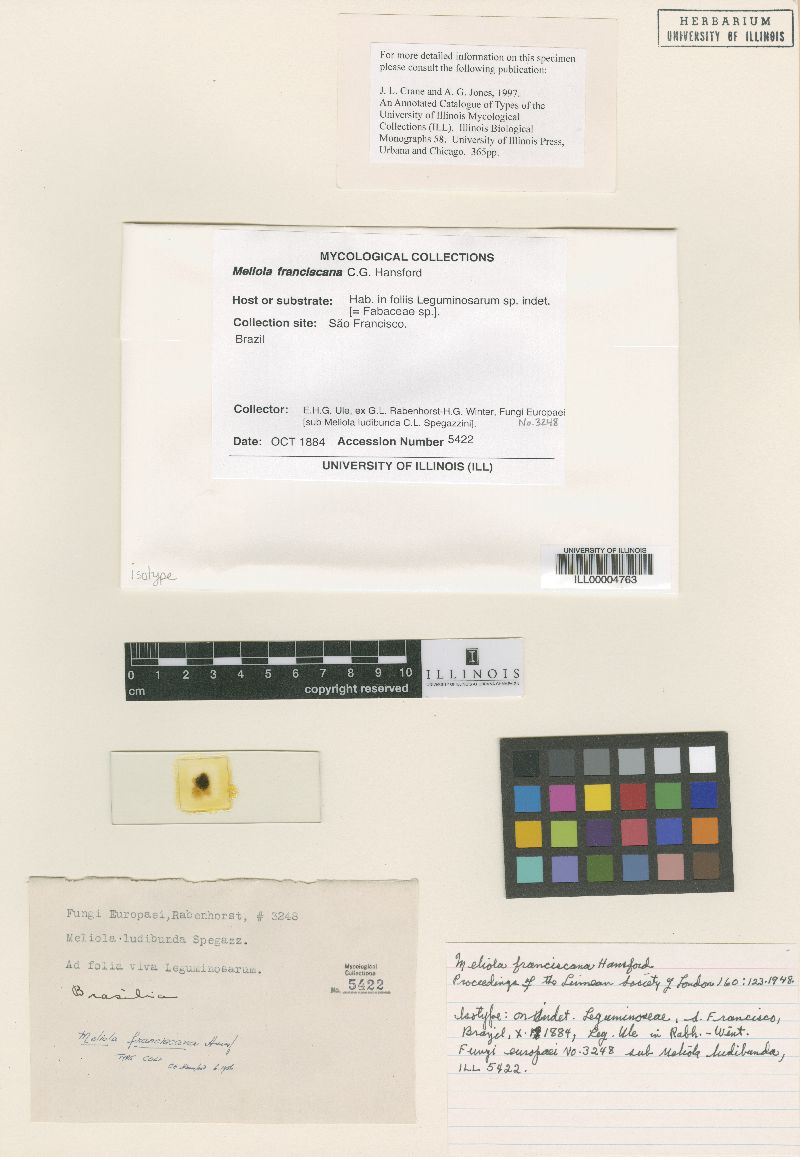 HERBARIUM
UNIVERSITY OF ILLINOIS
For more detailed information on this specimen
please consult the following publication:
J. L. Crane and A. G. Jones, 1997.
An Annotated Catalogue of Types of the
University of Illinois Mycological
Collections (ILL). Illinois Biological
Monographs 58. University of Illinois Press,
Urbana and Chicago. 365pp.
MYCOLOGICAL COLLECTIONS
Meliola franciscana C.G. Hansford
Host or substrate: Hab. in foliis Leguminosarum sp. indet.
[= Fabaceae sp.].
Collection site: São Francisco.
Brazil
Collector: E.H.G. Ule, ex G.L. Rabenhorst-H.G. Winter, Fungi Europaei
[sub Meliola ludibunda C.L. Spegazzini]. No. 3248
Date: OCT 1884 Accession Number 5422
UNIVERSITY OF ILLINOIS (ILL)
isotype
UNIVERSITY OF ILLINOIS
ILL00004763
0 1 2 3 4 5 6 7 8 9 10
cm copyright reserved
I
ILLINOIS
Fungi Europaei, Rabenhorst, # 3248
Meliola ludibunda Spegazz.
Ad folia viva Leguminosarum.
Mycological
Collections
No. 5422
Brasilia
Meliola franciscana Hansf
TYPE COLL
Meliola franciscana Hansford
Proceedings of the Linnean Society of London 160:123.1948.
Isotype: on indet. Leguminoseae, S. Francisco,
Brazil, X. 1884, Leg. Ule in Rabh.-Wint.
Fungi europaei No. 3248 sub Meliola ludibunda,
ILL 5422.